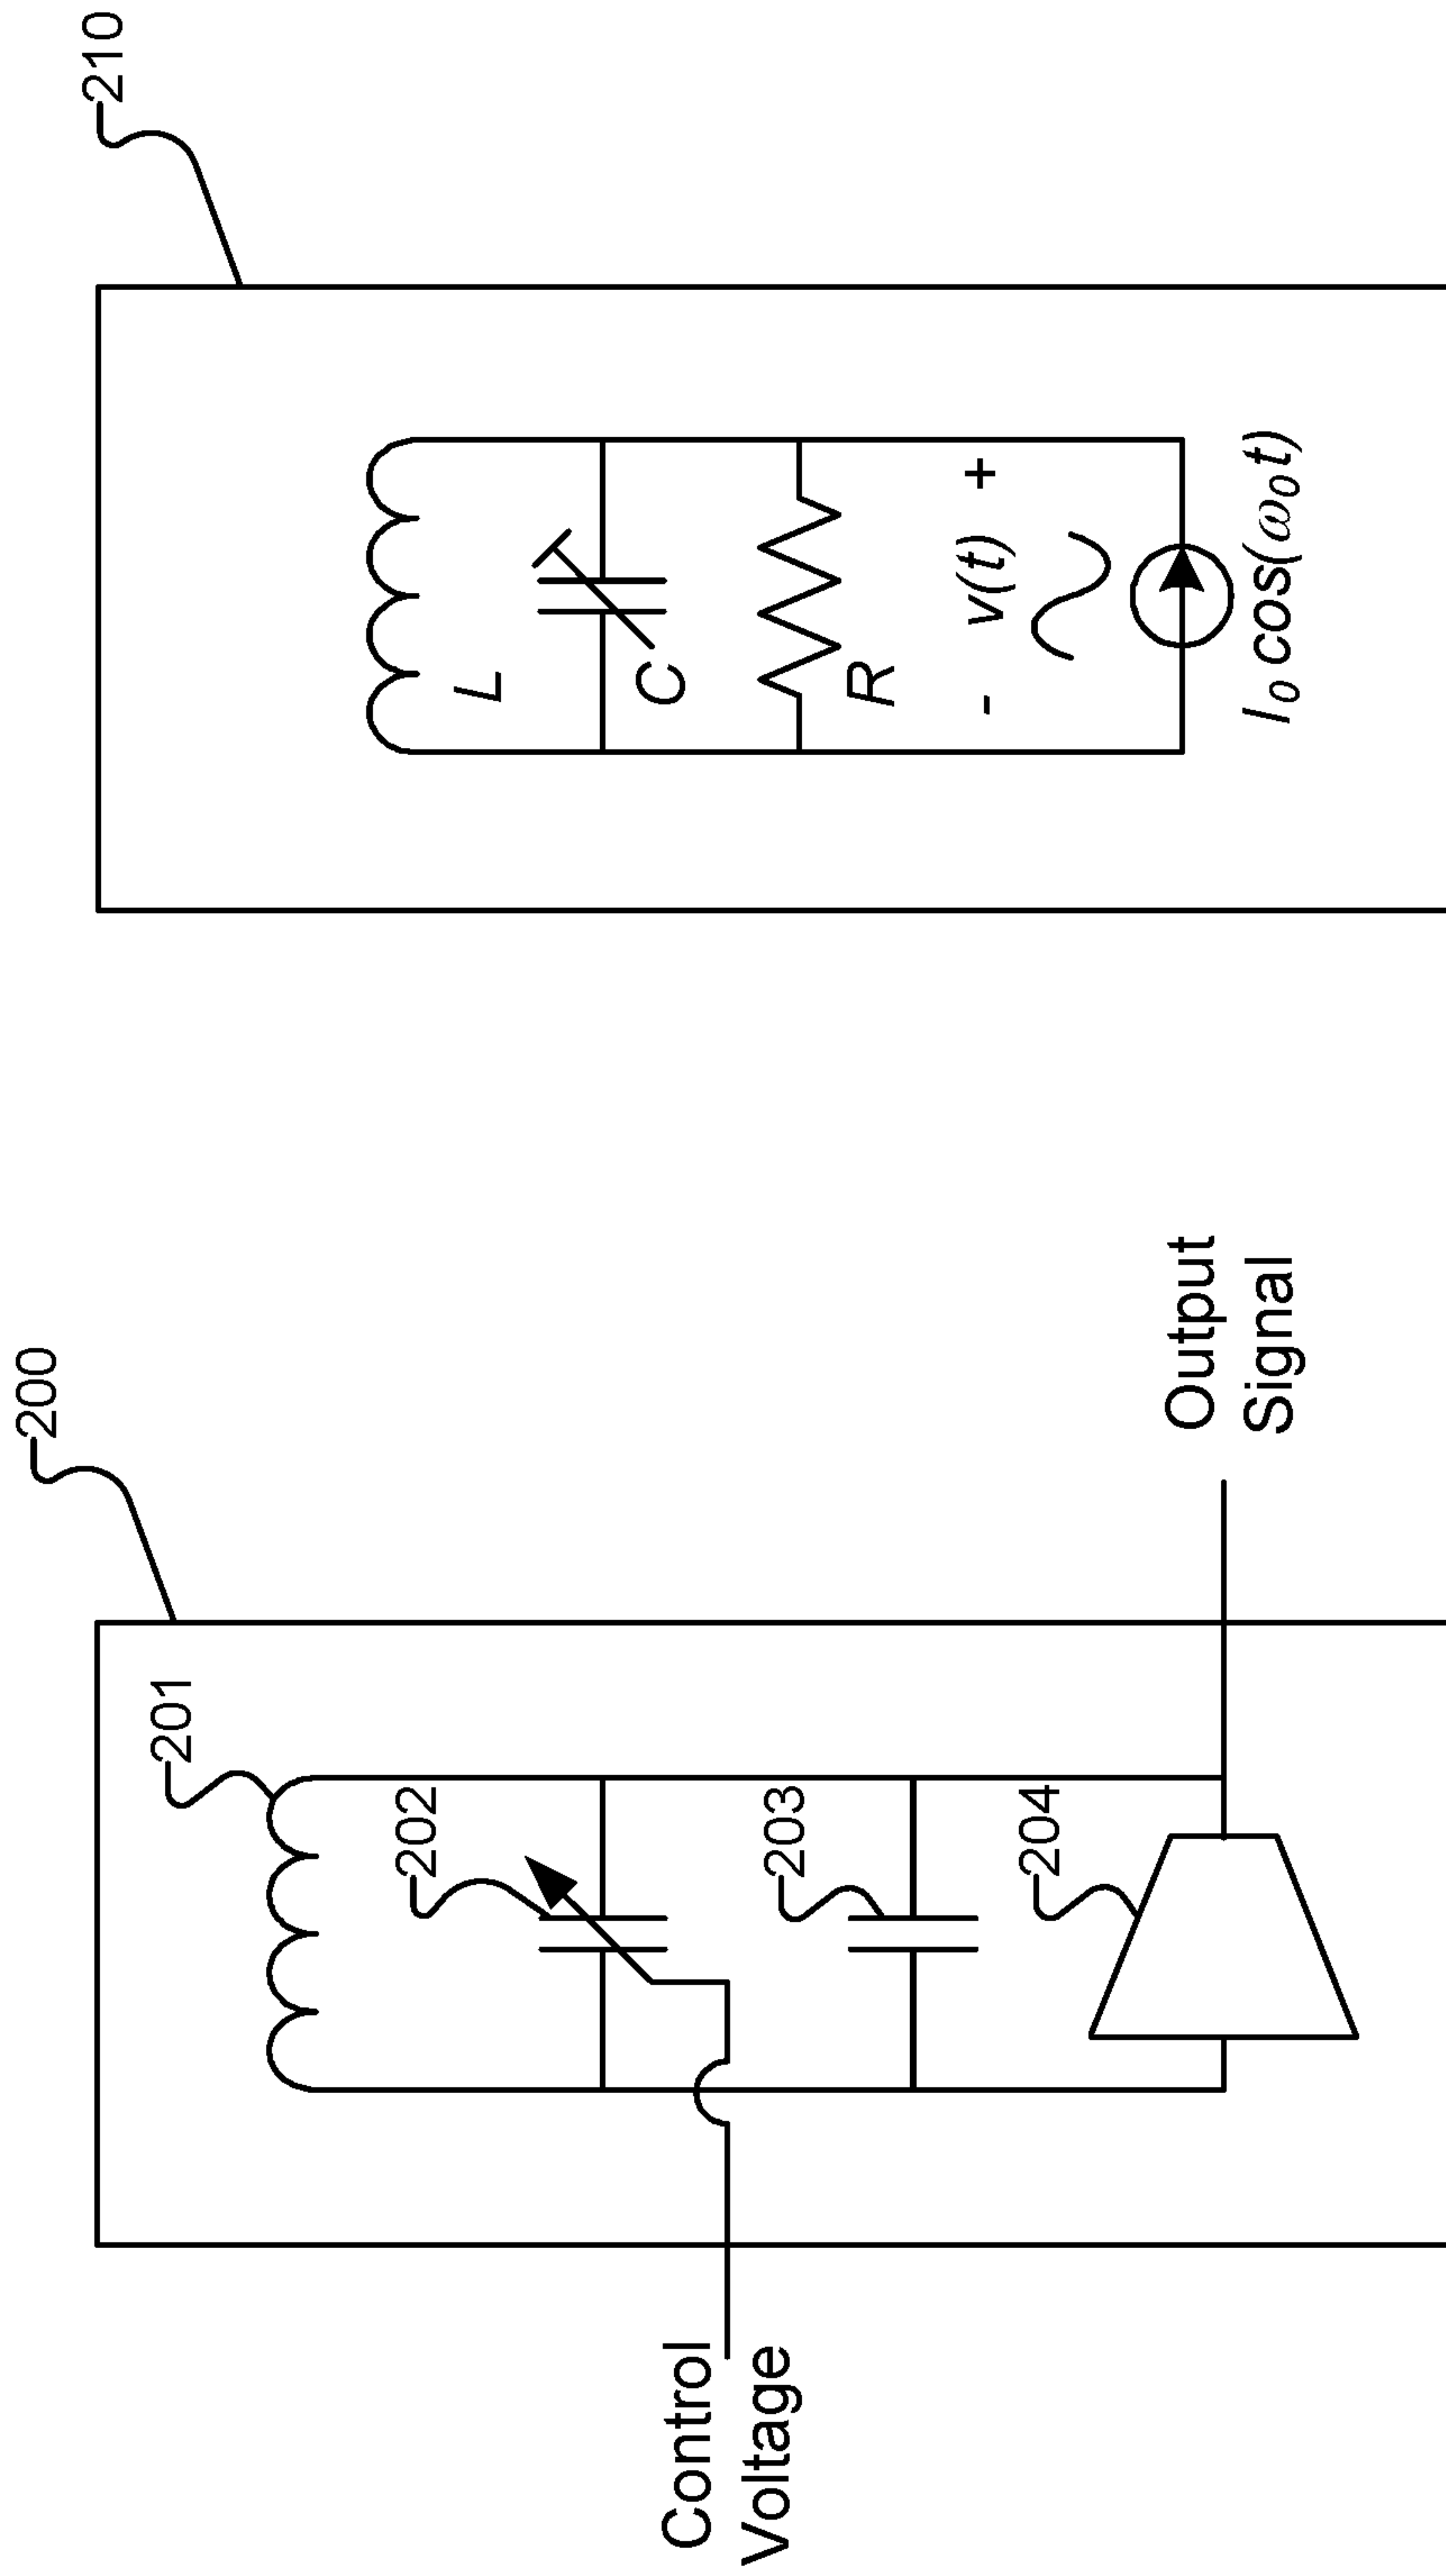 200
201
202
203
204
Control
Voltage
Output
Signal
210
L
C
R
- v(t) +
I₀ cos(ω₀t)